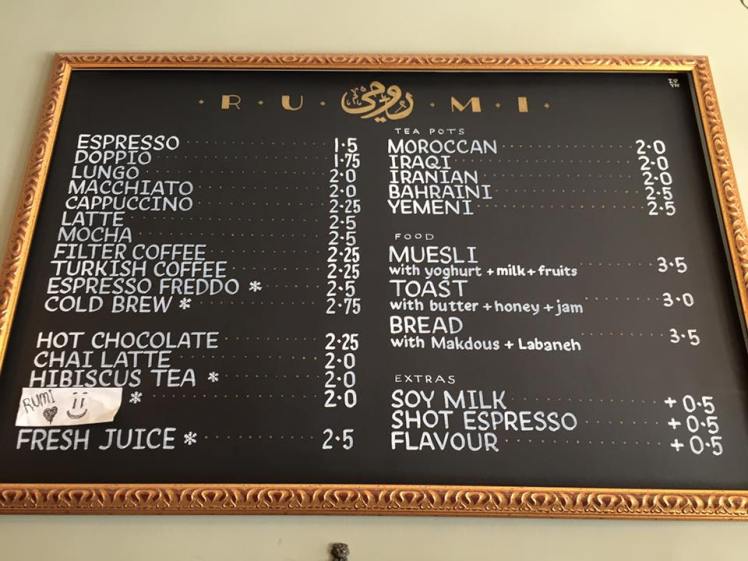 RU رومي MI
ESPRESSO 1.5
DOPPIO 1.75
LUNGO 2.0
MACCHIATO 2.0
CAPPUCCINO 2.25
LATTE 2.5
MOCHA 2.5
FILTER COFFEE 2.25
TURKISH COFFEE 2.25
ESPRESSO FREDDO * 2.5
COLD BREW * 2.75
HOT CHOCOLATE 2.25
CHAI LATTE 2.0
HIBISCUS TEA * 2.0
RUMI * 2.0
FRESH JUICE * 2.5
TEA POTS
MOROCCAN 2.0
IRAQI 2.0
IRANIAN 2.0
BAHRAINI 2.5
YEMENI 2.5
FOOD
MUESLI
with yoghurt + milk + fruits 3.5
TOAST
with butter + honey + jam 3.0
BREAD
with Makdous + Labaneh 3.5
EXTRAS
SOY MILK + 0.5
SHOT ESPRESSO + 0.5
FLAVOUR + 0.5